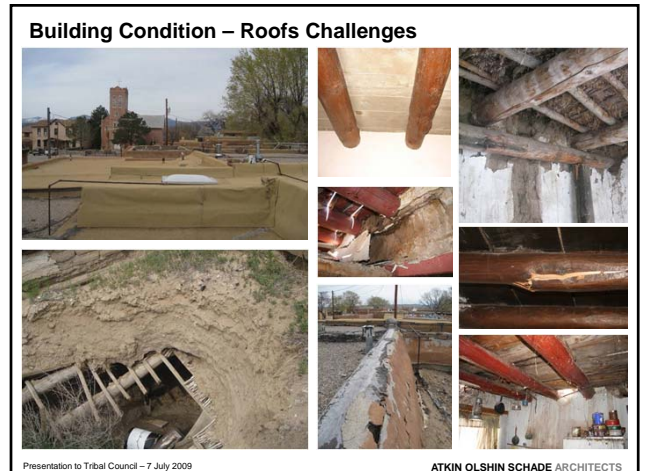 Building Condition – Roofs Challenges
Presentation to Tribal Council – 7 July 2009
ATKIN OLSHIN SCHADE ARCHITECTS